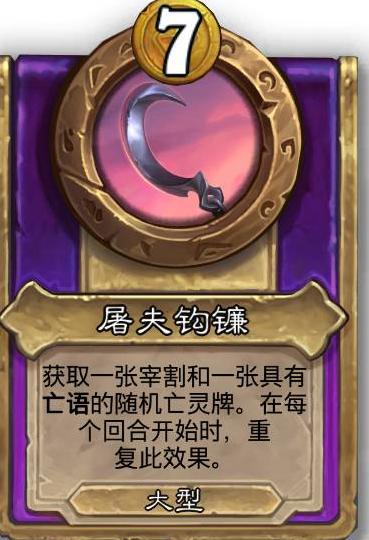 7
屠夫钩镰
获取一张宰割和一张具有
亡语的随机亡灵牌。在每
个回合开始时，重
复此效果。
大型